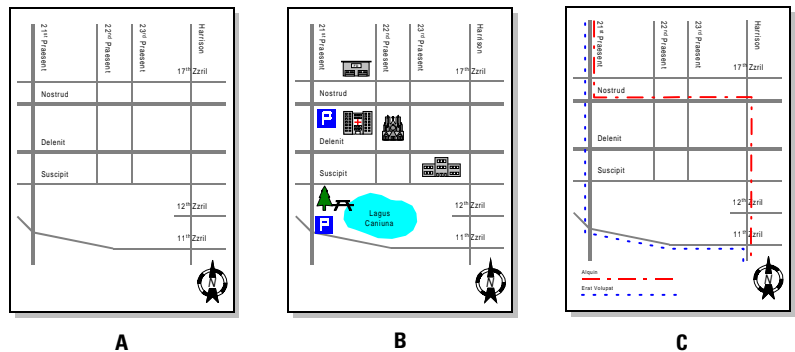 21st Praesent
22nd Praesent
23rd Praesent
Harrison
17th Zzril
Nostrud
Delenit
Suscipit
12th Zzril
11th Zzril
N
A
21st Praesent
22nd Praesent
23rd Praesent
Harrison
17th Zzril
Nostrud
P
Delenit
Suscipit
P
Lagus
Caniuna
12th Zzril
11th Zzril
N
B
21st Praesent
22nd Praesent
23rd Praesent
Harrison
17th Zzril
Nostrud
Delenit
Suscipit
12th Zzril
11th Zzril
Alquin
Erat Volupat
N
C